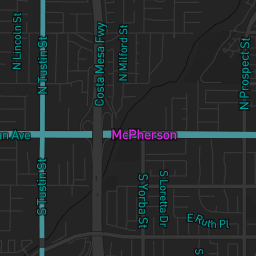 N Lincoln St
N Tustin St
Costa Mesa Fwy
N Milford St
N Prospect St
Ave
McPherson
S Tustin St
S Yorba St
S Loretta Dr
E Ruth Pl
S